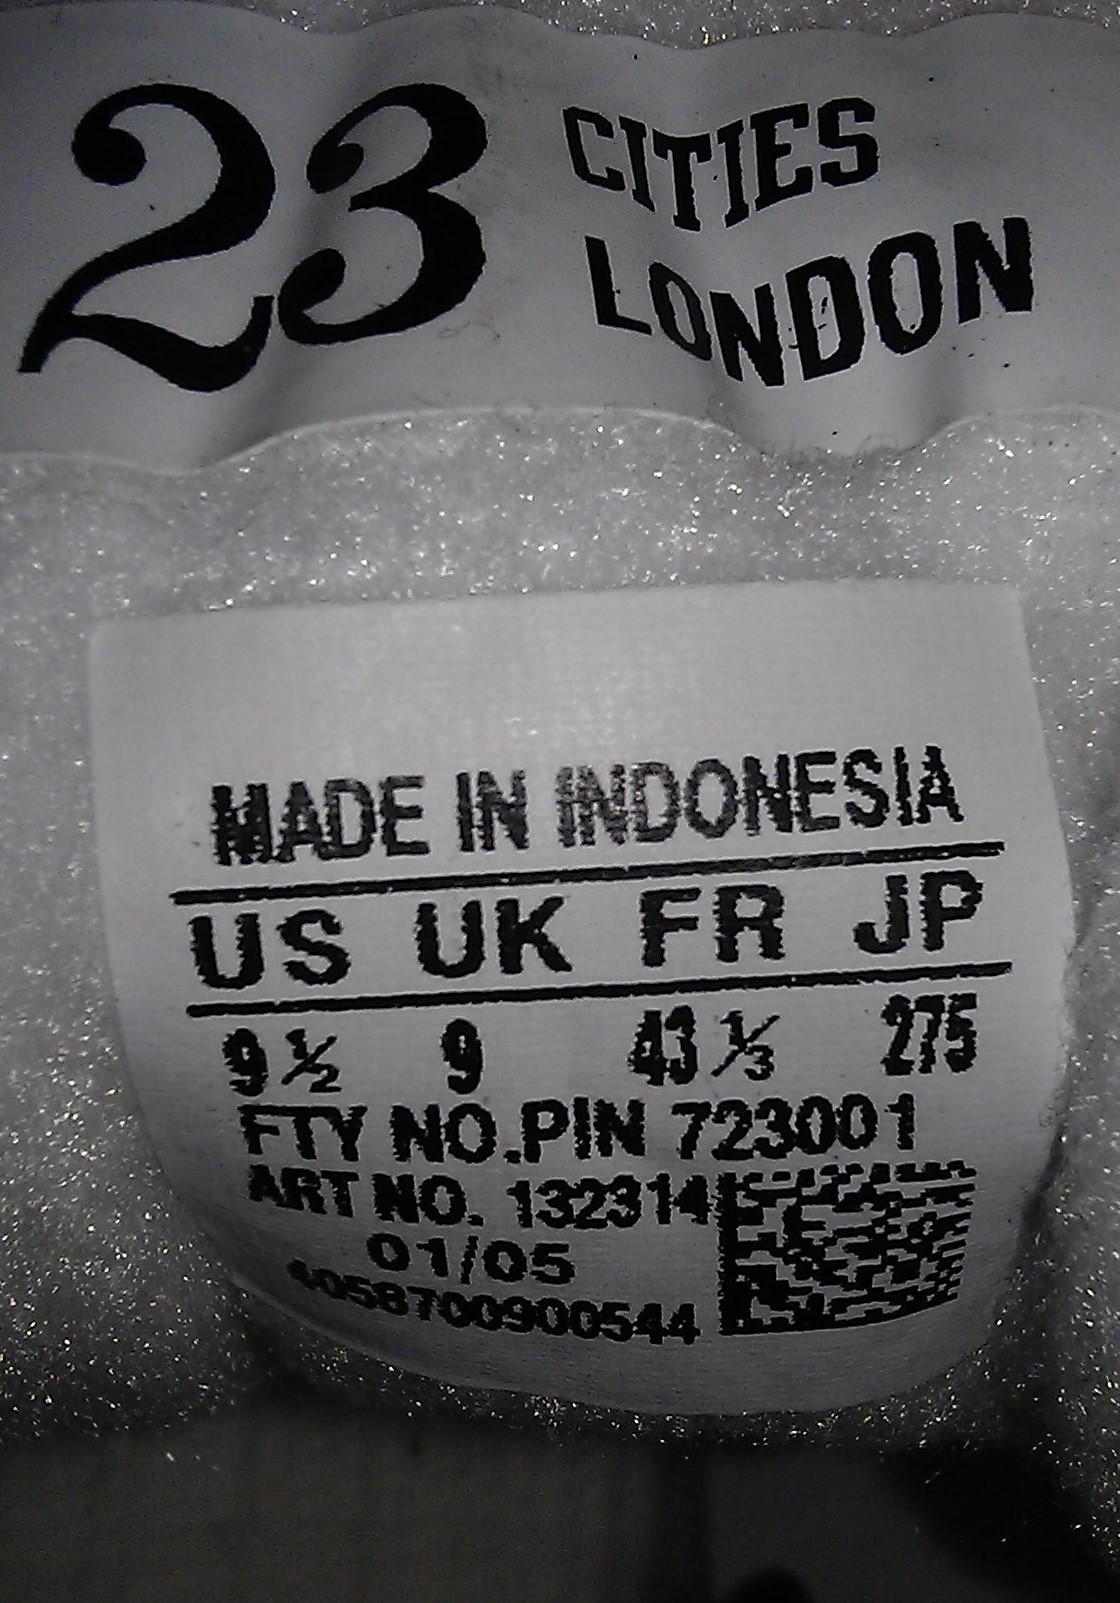 23 CITIES
LONDON
MADE IN INDONESIA
US UK FR JP
9 ½ 9 43 ⅓ 275
FTY NO.PIN 723001
ART NO. 132314
01/05
4058700900544